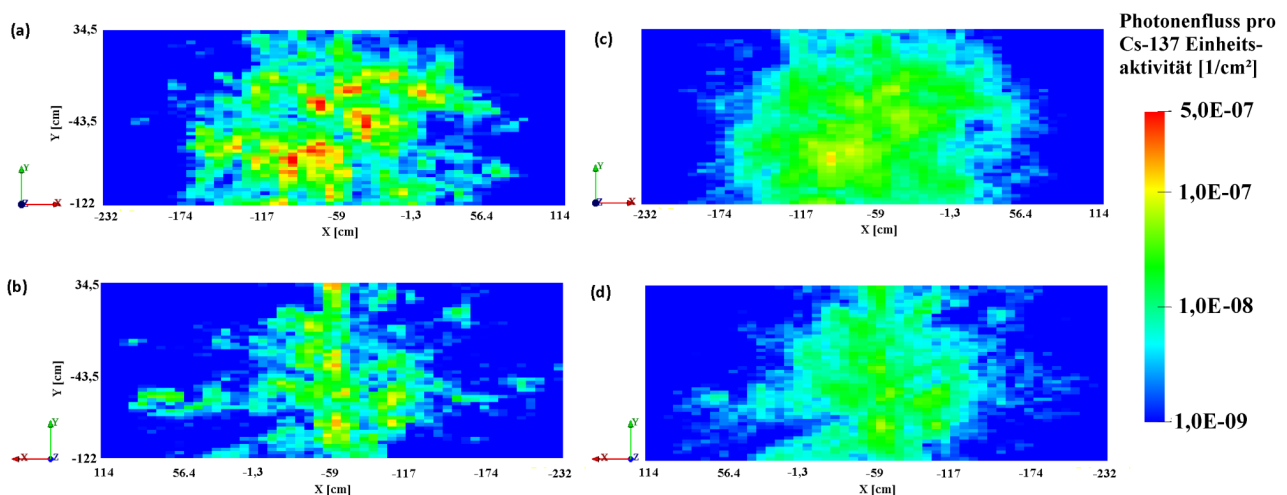 (a)
34,5
-43,5
-122
Y [cm]
-232
-174
-117
-59
-1,3
56.4
114
X [cm]
Y
Z
X
(c)
-232
-174
-117
-59
-1,3
56.4
114
X [cm]
Y
Z
X
Photonenfluss pro
Cs-137 Einheits-
aktivität [1/cm²]
5,0E-07
1,0E-07
1,0E-08
1,0E-09
(b)
34,5
-43,5
-122
Y [cm]
114
56.4
-1,3
-59
-117
-174
-232
X [cm]
Y
X
Z
(d)
114
56.4
-1,3
-59
-117
-174
-232
X [cm]
Y
X
Z